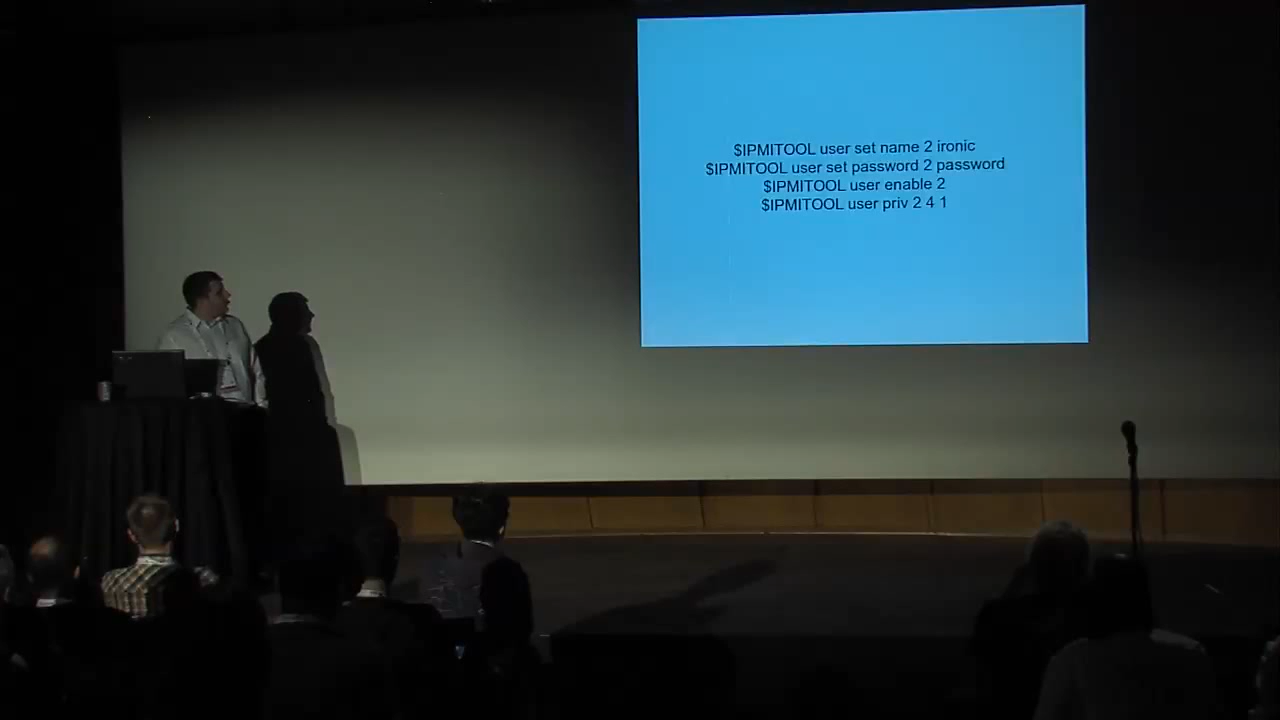 $IPMITOOL user set name 2 ironic
$IPMITOOL user set password 2 password
$IPMITOOL user enable 2
$IPMITOOL user priv 2 4 1